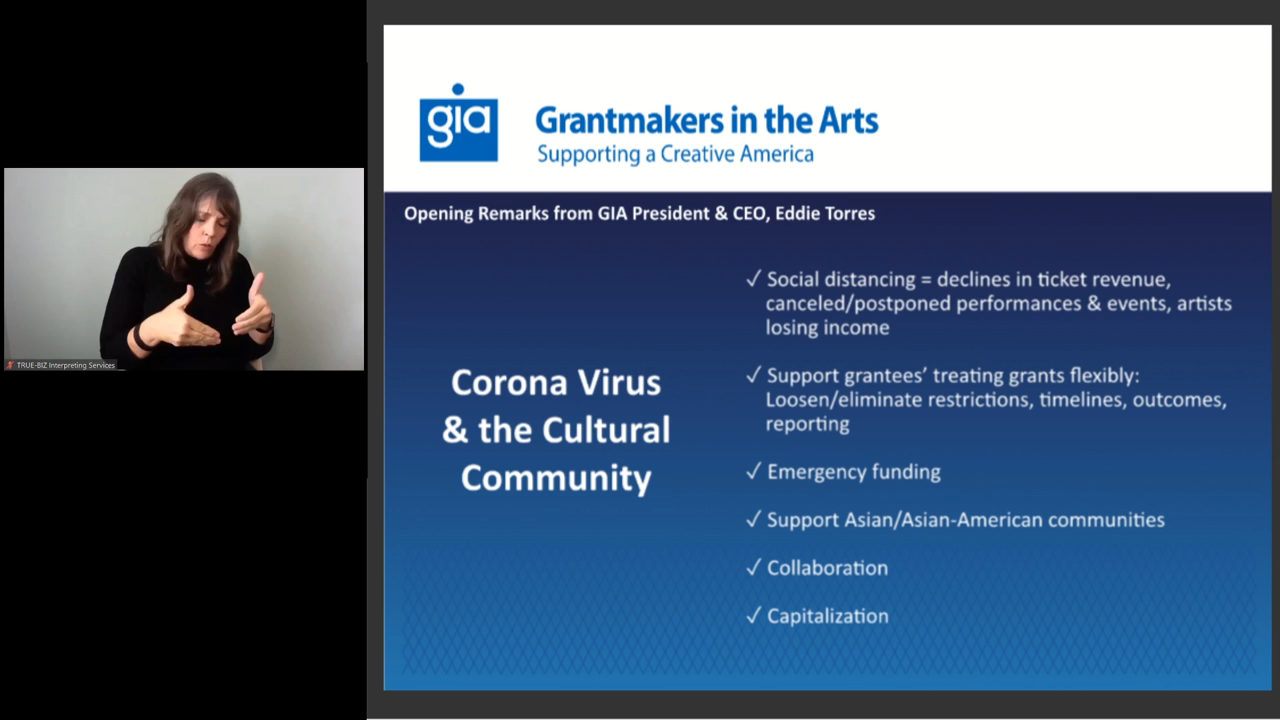 gia
Grantmakers in the Arts
Supporting a Creative America
Opening Remarks from GIA President & CEO, Eddie Torres
Corona Virus
& the Cultural
Community
✓ Social distancing = declines in ticket revenue,
canceled/postponed performances & events, artists
losing income
✓ Support grantees’ treating grants flexibly:
Loosen/eliminate restrictions, timelines, outcomes,
reporting
✓ Emergency funding
✓ Support Asian/Asian-American communities
✓ Collaboration
✓ Capitalization
TRUE-BIZ Interpreting Services